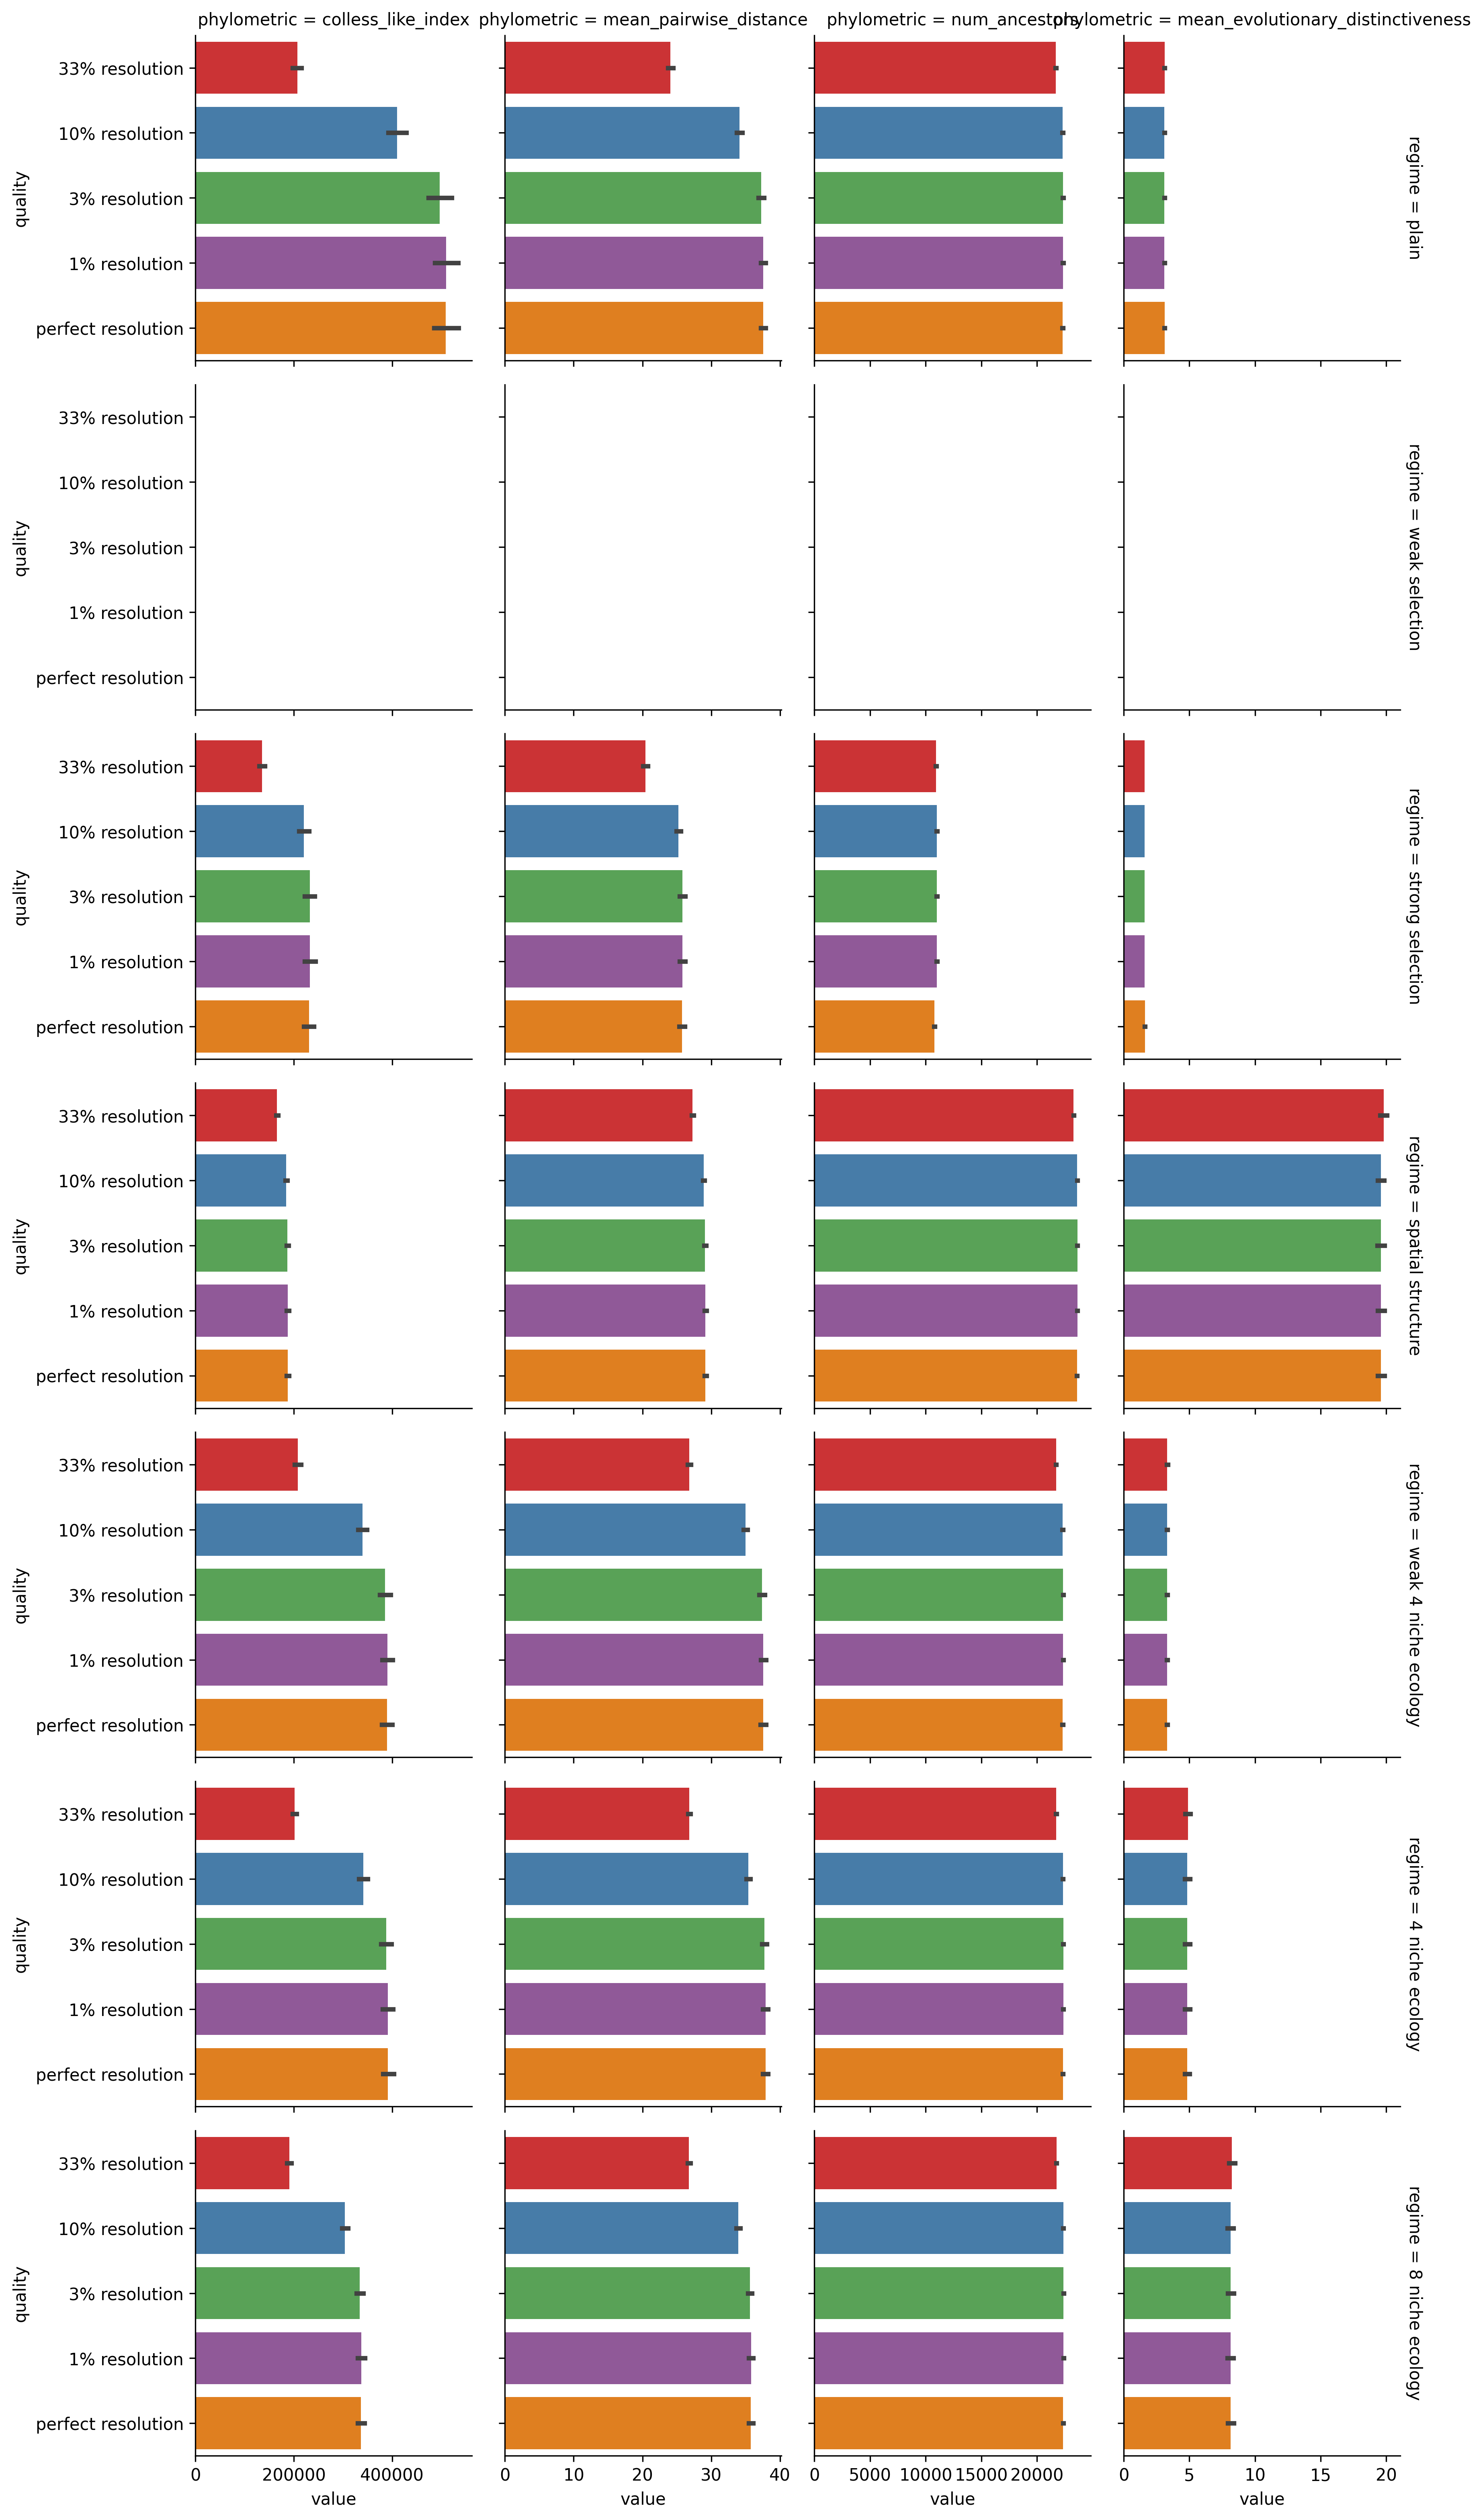 phylometric = colless_like_index
phylometric = mean_pairwise_distance
phylometric = num_ancestors
phylometric = mean_evolutionary_distinctiveness
33% resolution
10% resolution
3% resolution
1% resolution
perfect resolution
quality
regime = plain
33% resolution
10% resolution
3% resolution
1% resolution
perfect resolution
quality
regime = weak selection
33% resolution
10% resolution
3% resolution
1% resolution
perfect resolution
quality
regime = strong selection
33% resolution
10% resolution
3% resolution
1% resolution
perfect resolution
quality
regime = spatial structure
33% resolution
10% resolution
3% resolution
1% resolution
perfect resolution
quality
regime = weak 4 niche ecology
33% resolution
10% resolution
3% resolution
1% resolution
perfect resolution
quality
regime = 4 niche ecology
33% resolution
10% resolution
3% resolution
1% resolution
perfect resolution
quality
regime = 8 niche ecology
0 200000 400000
0 10 20 30 40
0 5000 10000 15000 20000
0 5 10 15 20
value
value
value
value